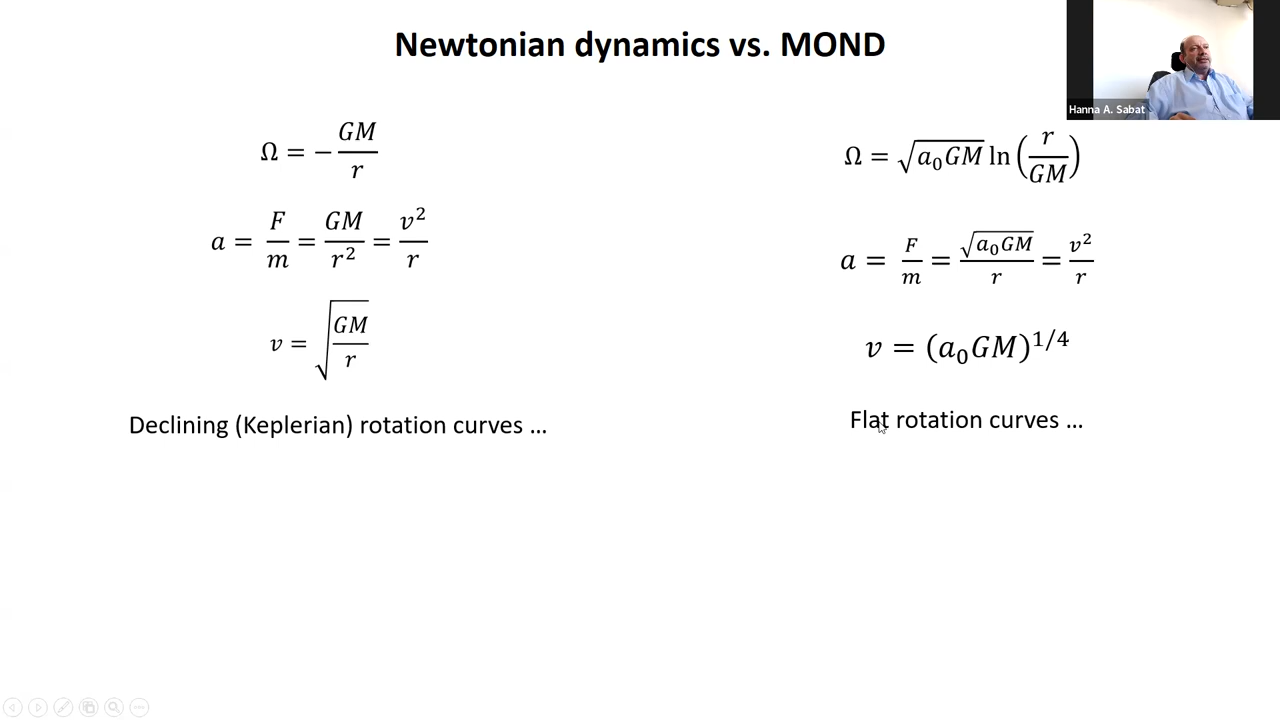 Newtonian dynamics vs. MOND
Hanna A. Sabat
Ω = − GM/r
a = F/m = GM/r² = v²/r
v = √(GM/r)
Declining (Keplerian) rotation curves ...
Ω = √(a₀GM) ln(r/GM)
a = F/m = √(a₀GM)/r = v²/r
v = (a₀GM)^1/4
Flat rotation curves ...